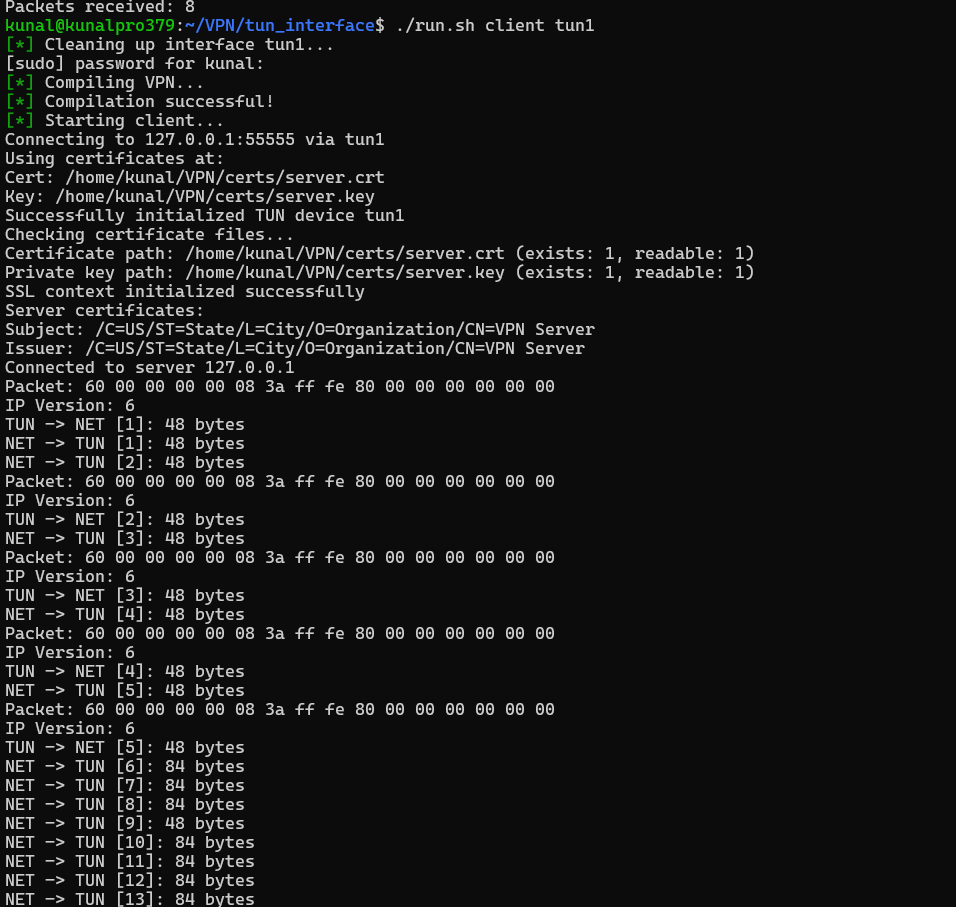 Packets received: 8
kunal@kunalpro379:~/VPN/tun_interface$ ./run.sh client tun1
[*] Cleaning up interface tun1...
[sudo] password for kunal:
[*] Compiling VPN...
[*] Compilation successful!
[*] Starting client...
Connecting to 127.0.0.1:55555 via tun1
Using certificates at:
Cert: /home/kunal/VPN/certs/server.crt
Key: /home/kunal/VPN/certs/server.key
Successfully initialized TUN device tun1
Checking certificate files...
Certificate path: /home/kunal/VPN/certs/server.crt (exists: 1, readable: 1)
Private key path: /home/kunal/VPN/certs/server.key (exists: 1, readable: 1)
SSL context initialized successfully
Server certificates:
Subject: /C=US/ST=State/L=City/O=Organization/CN=VPN Server
Issuer: /C=US/ST=State/L=City/O=Organization/CN=VPN Server
Connected to server 127.0.0.1
Packet: 60 00 00 00 00 08 3a ff fe 80 00 00 00 00 00 00
IP Version: 6
TUN -> NET [1]: 48 bytes
NET -> TUN [1]: 48 bytes
NET -> TUN [2]: 48 bytes
Packet: 60 00 00 00 00 08 3a ff fe 80 00 00 00 00 00 00
IP Version: 6
TUN -> NET [2]: 48 bytes
NET -> TUN [3]: 48 bytes
Packet: 60 00 00 00 00 08 3a ff fe 80 00 00 00 00 00 00
IP Version: 6
TUN -> NET [3]: 48 bytes
NET -> TUN [4]: 48 bytes
Packet: 60 00 00 00 00 08 3a ff fe 80 00 00 00 00 00 00
IP Version: 6
TUN -> NET [4]: 48 bytes
NET -> TUN [5]: 48 bytes
Packet: 60 00 00 00 00 08 3a ff fe 80 00 00 00 00 00 00
IP Version: 6
TUN -> NET [5]: 48 bytes
NET -> TUN [6]: 84 bytes
NET -> TUN [7]: 84 bytes
NET -> TUN [8]: 84 bytes
NET -> TUN [9]: 48 bytes
NET -> TUN [10]: 84 bytes
NET -> TUN [11]: 84 bytes
NET -> TUN [12]: 84 bytes
NET -> TUN [13]: 84 bytes